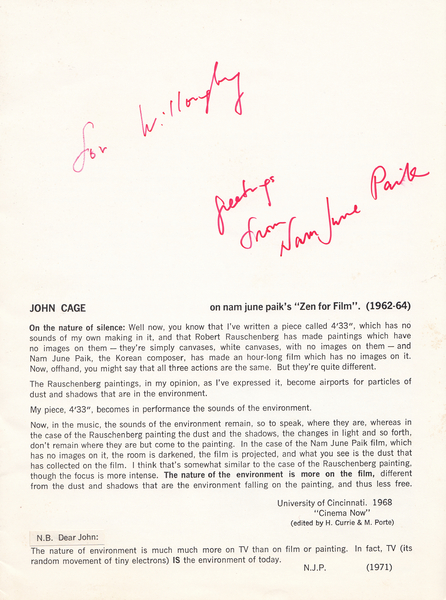 for Willoughby
greetings
from
Nam June Paik
JOHN CAGE on nam june paik's "Zen for Film". (1962-64)
On the nature of silence: Well now, you know that I've written a piece called 4'33", which has no
sounds of my own making in it, and that Robert Rauschenberg has made paintings which have
no images on them — they're simply canvases, white canvases, with no images on them — and
Nam June Paik, the Korean composer, has made an hour-long film which has no images on it.
Now, offhand, you might say that all three actions are the same. But they're quite different.
The Rauschenberg paintings, in my opinion, as I've expressed it, become airports for particles of
dust and shadows that are in the environment.
My piece, 4'33", becomes in performance the sounds of the environment.
Now, in the music, the sounds of the environment remain, so to speak, where they are, whereas in
the case of the Rauschenberg painting the dust and the shadows, the changes in light and so forth,
don't remain where they are but come to the painting. In the case of the Nam June Paik film, which
has no images on it, the room is darkened, the film is projected, and what you see is the dust that
has collected on the film. I think that's somewhat similar to the case of the Rauschenberg painting,
though the focus is more intense. The nature of the environment is more on the film, different
from the dust and shadows that are the environment falling on the painting, and thus less free.
University of Cincinnati. 1968
"Cinema Now"
(edited by H. Currie & M. Porte)
N.B. Dear John:
The nature of environment is much much more on TV than on film or painting. In fact, TV (its
random movement of tiny electrons) IS the environment of today.
N.J.P. (1971)